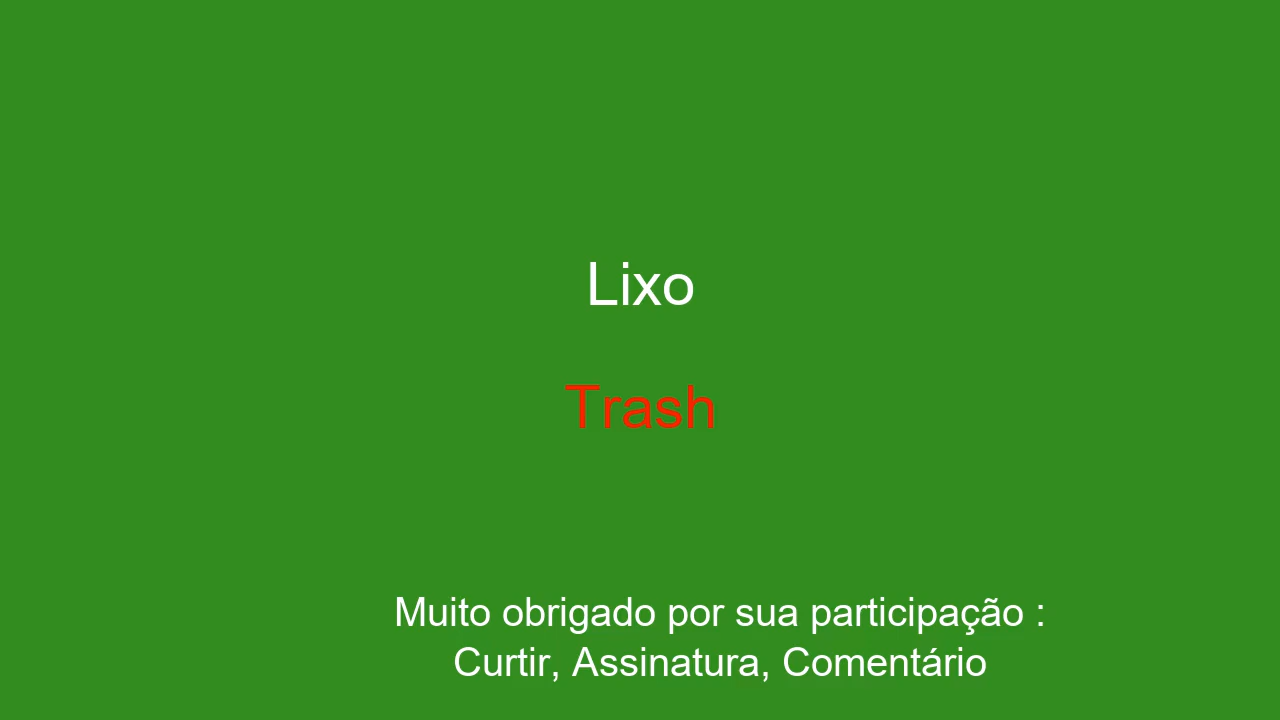 Lixo
Trash
Muito obrigado por sua participação :
Curtir, Assinatura, Comentário